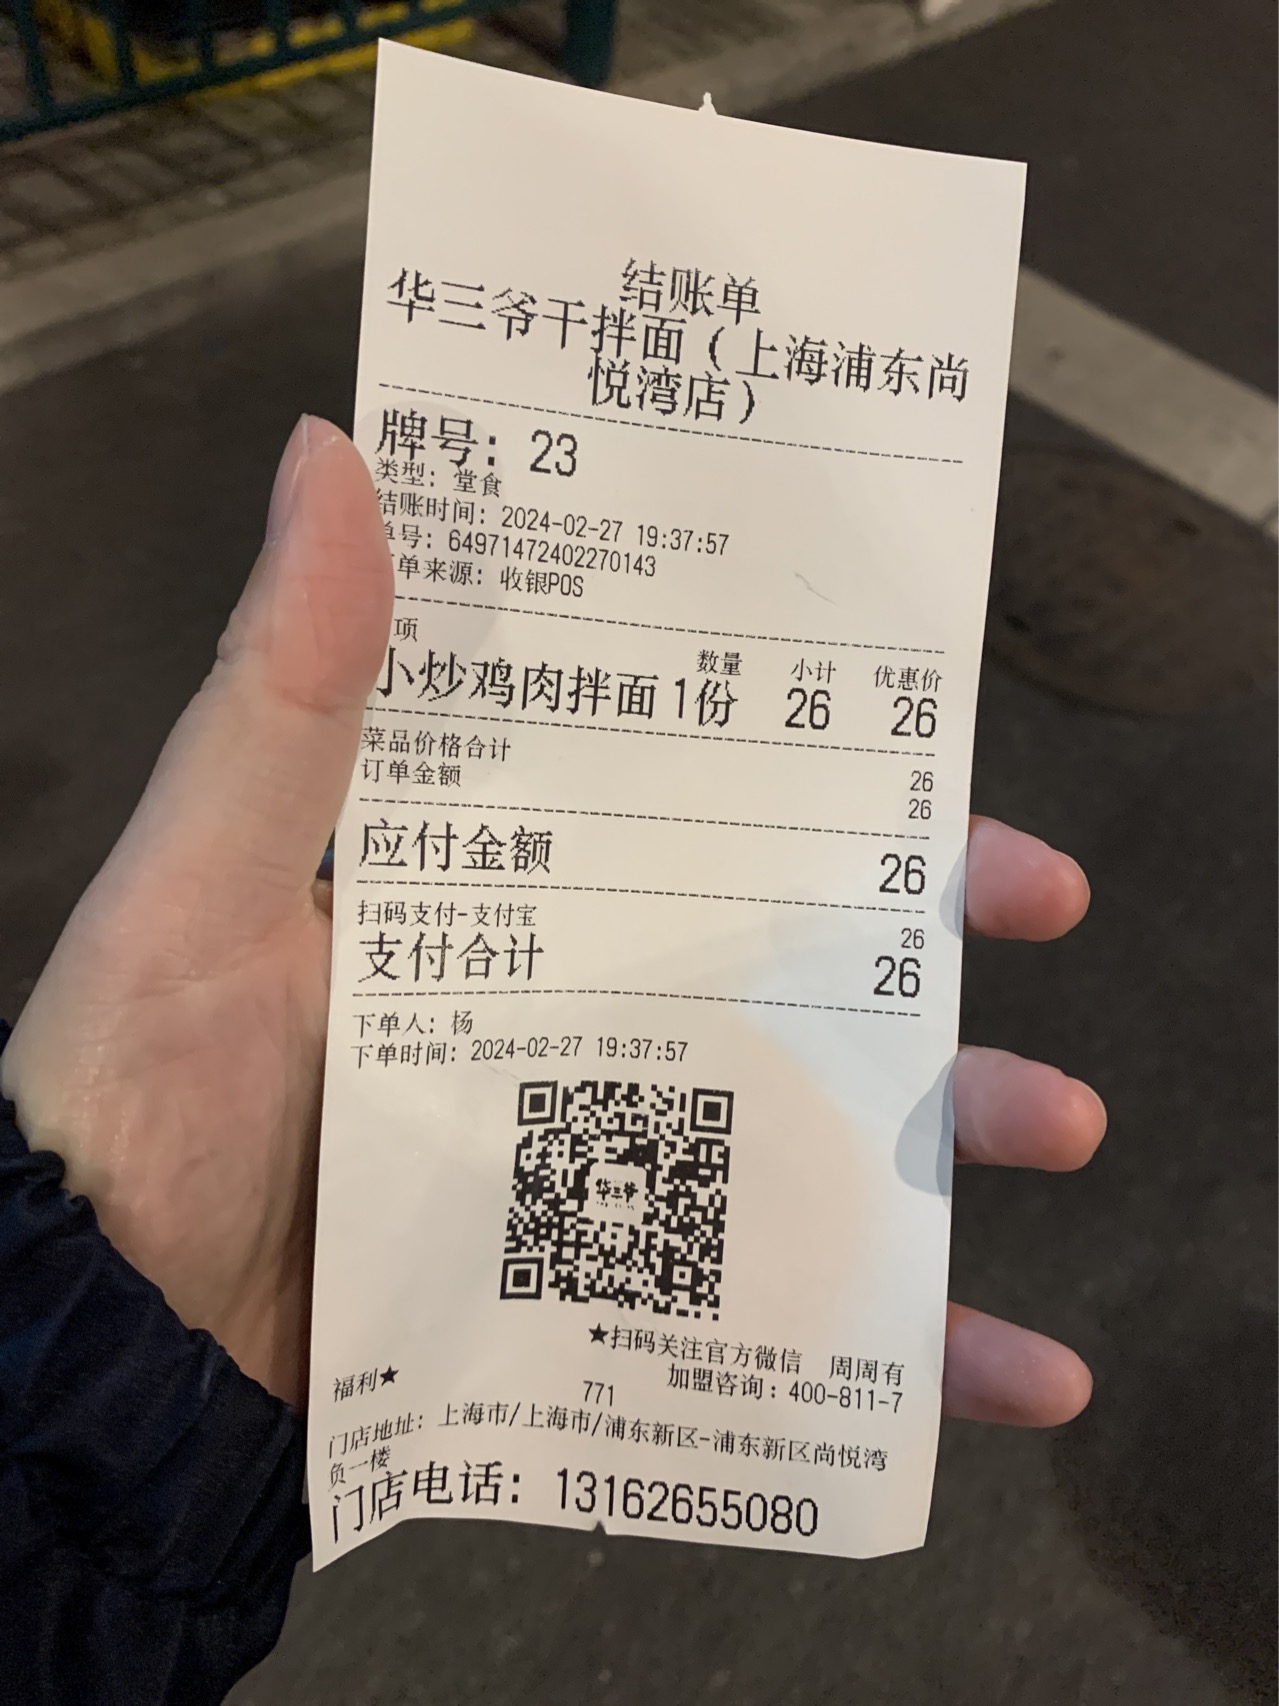 结账单
华三爷干拌面（上海浦东尚
悦湾店）
牌号：23
类型：堂食
结账时间：2024-02-27 19:37:57
单号：64971472402270143
单来源：收银POS
项 数量 小计 优惠价
小炒鸡肉拌面 1份 26 26
菜品价格合计 26
订单金额 26
应付金额 26
扫码支付-支付宝 26
支付合计 26
下单人：杨
下单时间：2024-02-27 19:37:57
华三爷
★扫码关注官方微信 周周有
福利★ 加盟咨询：400-811-7
771
门店地址：上海市/上海市/浦东新区-浦东新区尚悦湾
负一楼
门店电话：13162655080